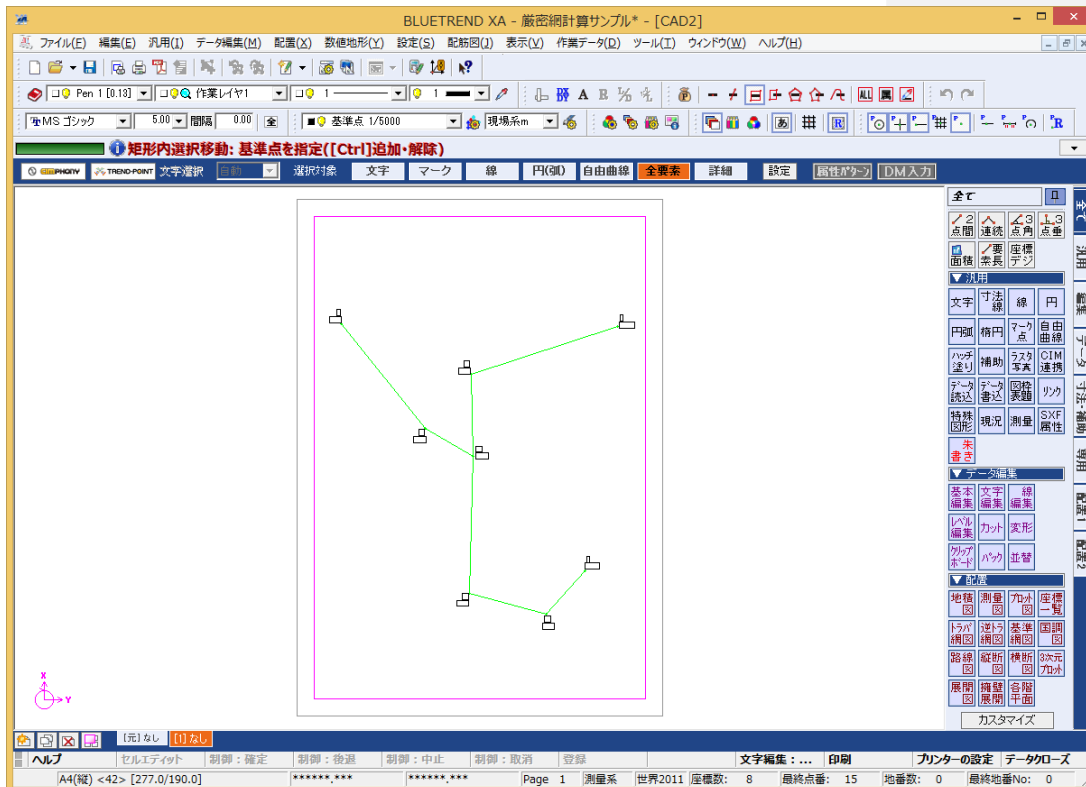 BLUETREND XA - 厳密網計算サンプル* - [CAD2]
ファイル(F) 編集(E) 汎用(I) データ編集(M) 配置(X) 数値地形(Y) 設定(S) 配筋図(J) 表示(V) 作業データ(D) ツール(T) ウィンドウ(W) ヘルプ(H)
Pen 1 [0.13] 作業レイヤ1 1 1 A R ALL
MS ゴシック 5.00 間隔 0.00 全 基準点 1/5000 現場系m あ R R
矩形内選択移動: 基準点を指定([Ctrl]追加・解除)
TREND-POINT 文字選択 自動 選択対象 文字 マーク 線 円(弧) 自由曲線 全要素 詳細 設定 属性パターン DM入力
全て
2点間 連続 3点角 3点垂
面積 要素長 座標デジ
▼ 汎用
文字 寸法線 線 円
円弧 楕円 マーク点 自由曲線
ハッチ塗り 補助 ラスタ写真 CIM連携
データ読込 データ書込 図枠表題 リンク
特殊図形 現況 測量 SXF属性
朱書き
▼ データ編集
基本編集 文字編集 線編集
レベル編集 カット 変形
クリップボード パック 並替
▼ 配置
地積図 測量図 プロット図 座標一覧
トラバ網図 逆トラ網図 基準網図 国調図
路線図 縦断図 横断図 3次元プロット
展開図 擁壁展開 各階平面
カスタマイズ
全て
汎用
編集
データ
寸法・補助
専用
配置1
配置2
X
Y
[元] なし [1] なし
ヘルプ セルエディット 制御：確定 制御：後退 制御：中止 制御：取消 登録 文字編集：... 印刷 プリンターの設定 データクローズ
A4(縦) <42> [277.0/190.0] ******.*** ******.*** Page 1 測量系 世界2011 座標数: 8 最終点番: 15 地番数: 0 最終地番No: 0